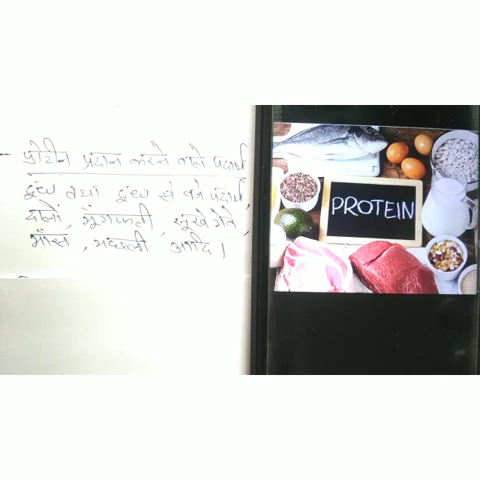 – प्रोटीन प्रदान करने वाले पदार्थ
दूध तथा दूध से बने पदार्थ,
दालें, मूंगफली, सूखे मेवे,
माँस, मछली, आदि।
PROTEIN